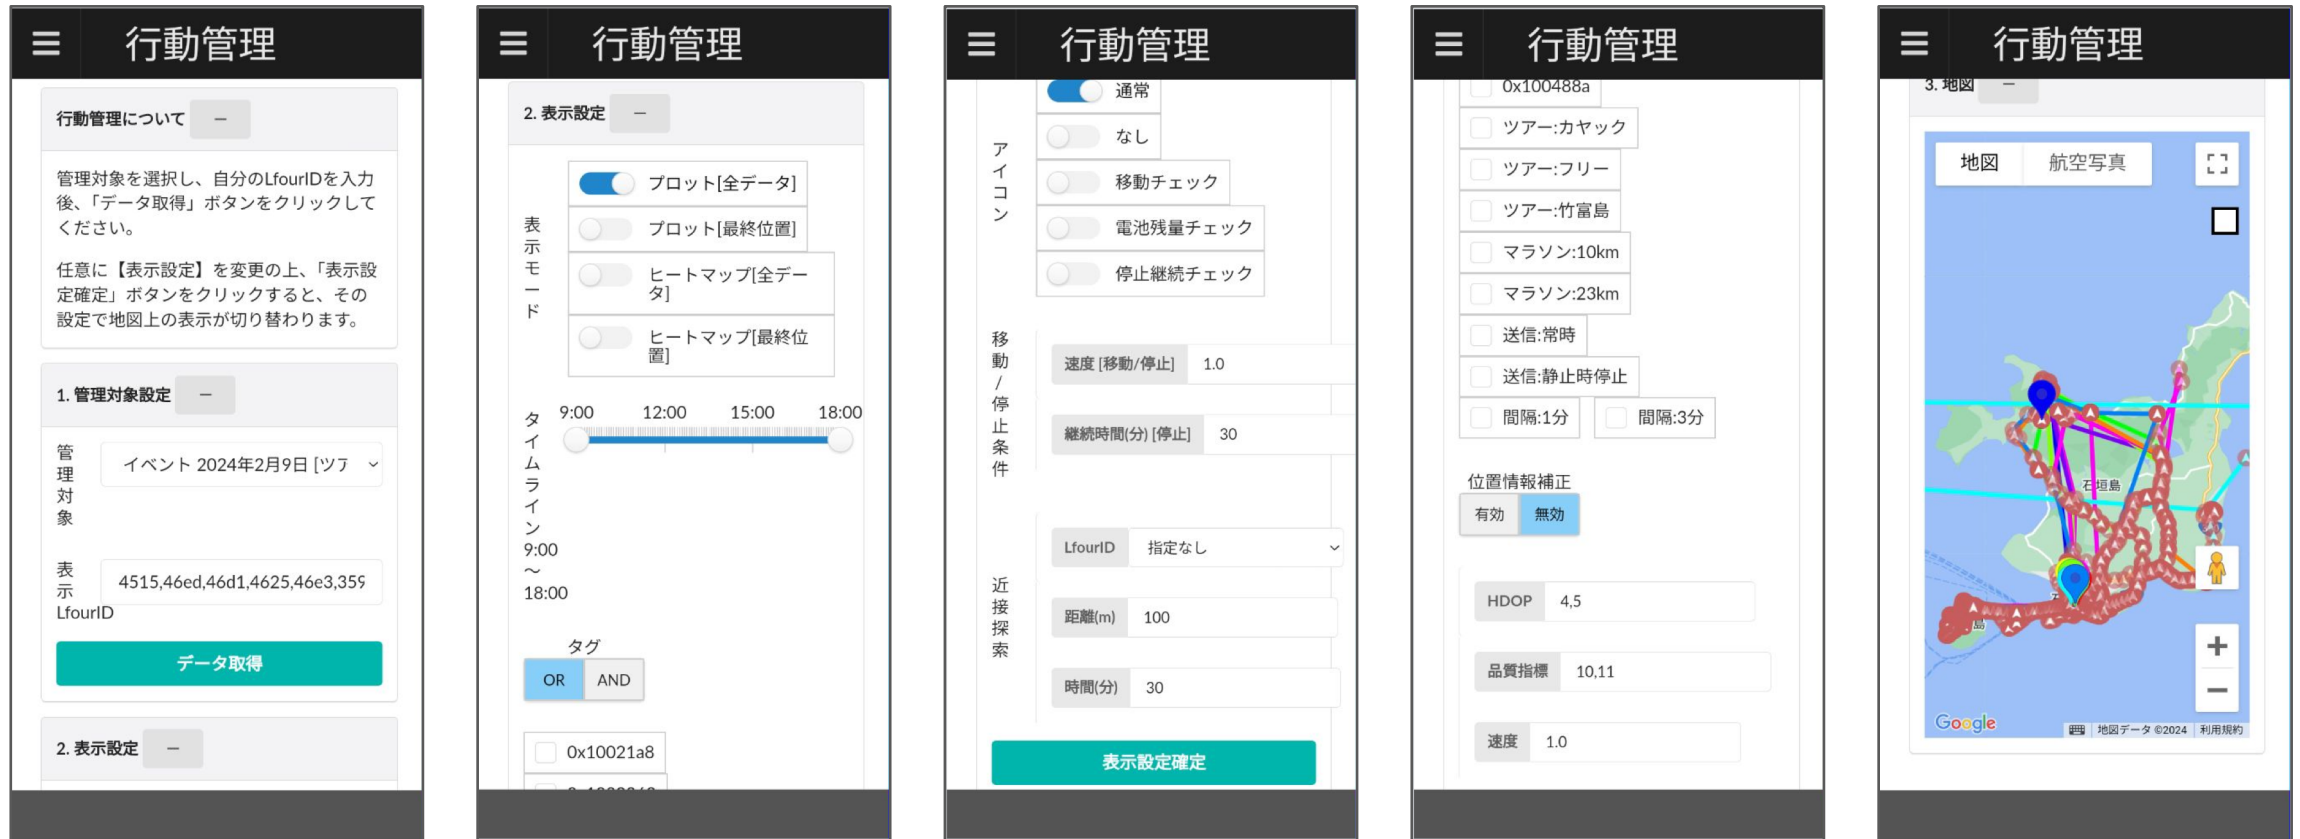 行動管理
行動管理について －
管理対象を選択し、自分のLfourIDを入力
後、「データ取得」ボタンをクリックして
ください。
任意に【表示設定】を変更の上、「表示設
定確定」ボタンをクリックすると、その
設定で地図上の表示が切り替わります。
1. 管理対象設定 －
管理対象
イベント 2024年2月9日 [ツア
表示
LfourID
4515,46ed,46d1,4625,46e3,359
データ取得
2. 表示設定 －
行動管理
2. 表示設定 －
表示モード
プロット[全データ]
プロット[最終位置]
ヒートマップ[全デー
タ]
ヒートマップ[最終位
置]
タイムライン
9:00
～
18:00
9:00 12:00 15:00 18:00
タグ
OR AND
0x10021a8
行動管理
アイコン
通常
なし
移動チェック
電池残量チェック
停止継続チェック
移動/停止条件
速度 [移動/停止] 1.0
継続時間(分) [停止] 30
近接探索
LfourID 指定なし
距離(m) 100
時間(分) 30
表示設定確定
行動管理
0x100488a
ツアー:カヤック
ツアー:フリー
ツアー:竹富島
マラソン:10km
マラソン:23km
送信:常時
送信:静止時停止
間隔:1分 間隔:3分
位置情報補正
有効 無効
HDOP 4,5
品質指標 10,11
速度 1.0
行動管理
3. 地図 －
地図 航空写真
石垣島
島
Google
地図データ ©2024 利用規約